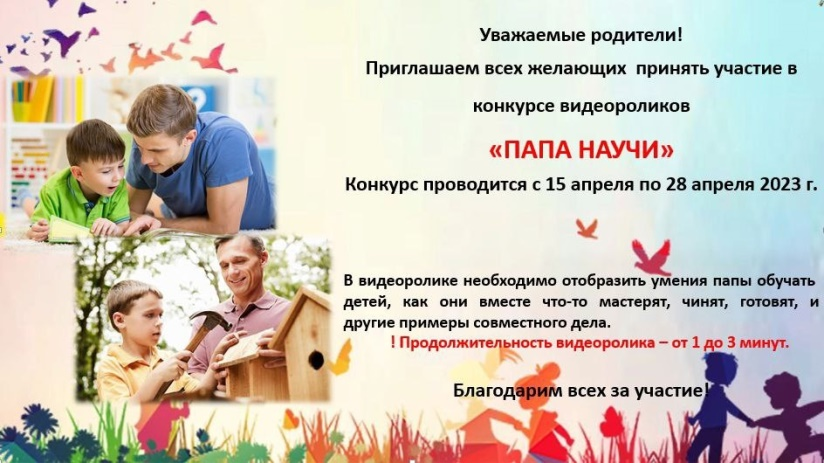 Уважаемые родители!
Приглашаем всех желающих принять участие в
конкурсе видеороликов
«ПАПА НАУЧИ»
Конкурс проводится с 15 апреля по 28 апреля 2023 г.
В видеоролике необходимо отобразить умения папы обучать
детей, как они вместе что-то мастерят, чинят, готовят, и
другие примеры совместного дела.
! Продолжительность видеоролика – от 1 до 3 минут.
Благодарим всех за участие!